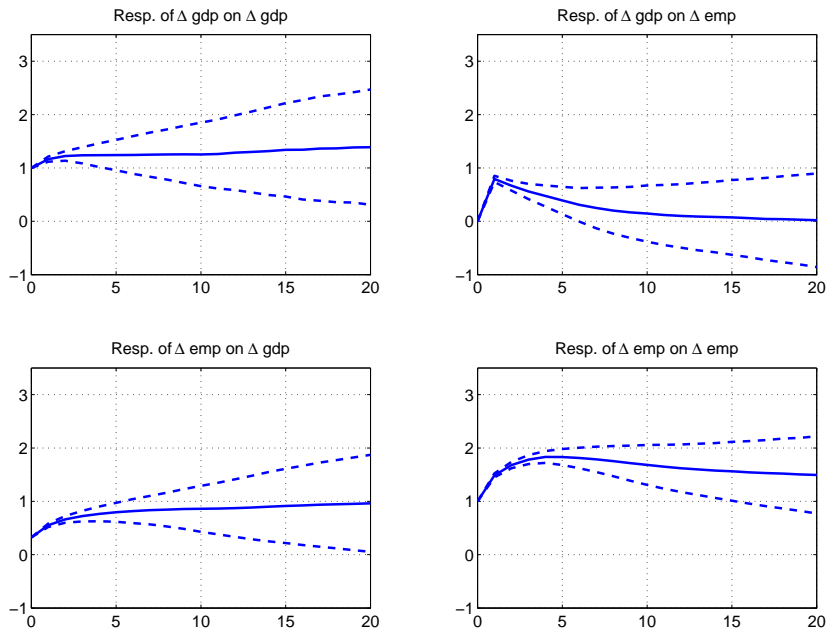 Resp. of Δ gdp on Δ gdp
3
2
1
0
−1
0 5 10 15 20
Resp. of Δ gdp on Δ emp
3
2
1
0
−1
0 5 10 15 20
Resp. of Δ emp on Δ gdp
3
2
1
0
−1
0 5 10 15 20
Resp. of Δ emp on Δ emp
3
2
1
0
−1
0 5 10 15 20